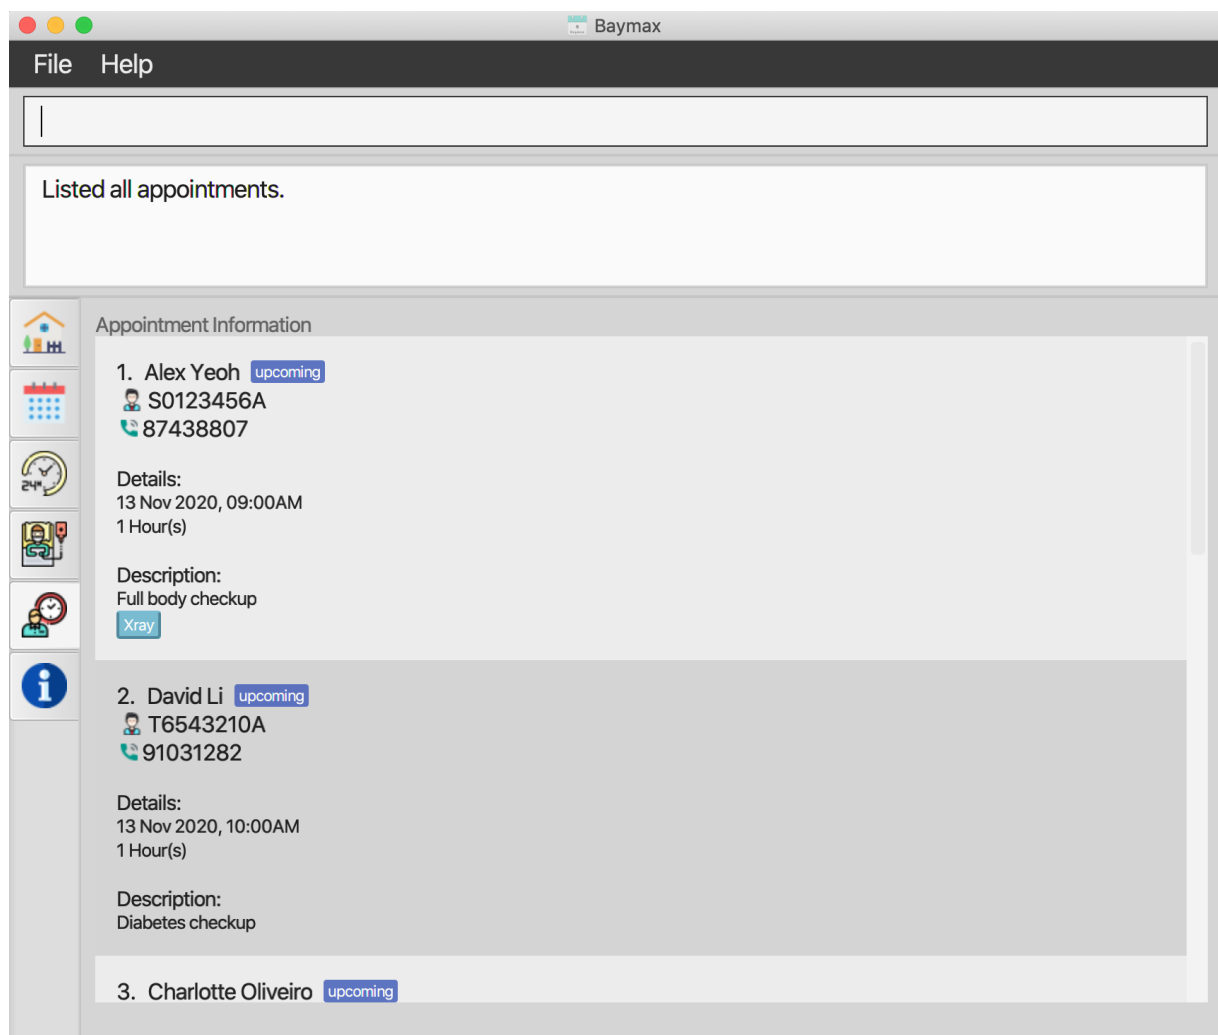 Baymax
File Help
Listed all appointments.
Appointment Information
1. Alex Yeoh upcoming
S0123456A
87438807
Details:
13 Nov 2020, 09:00AM
1 Hour(s)
Description:
Full body checkup
Xray
2. David Li upcoming
T6543210A
91031282
Details:
13 Nov 2020, 10:00AM
1 Hour(s)
Description:
Diabetes checkup
3. Charlotte Oliveiro upcoming
24